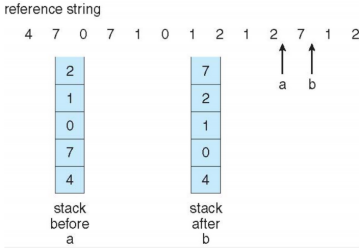 reference string
4 7 0 7 1 0 1 2 1 2 7 1 2
a b
2
1
0
7
4
stack
before
a
7
2
1
0
4
stack
after
b